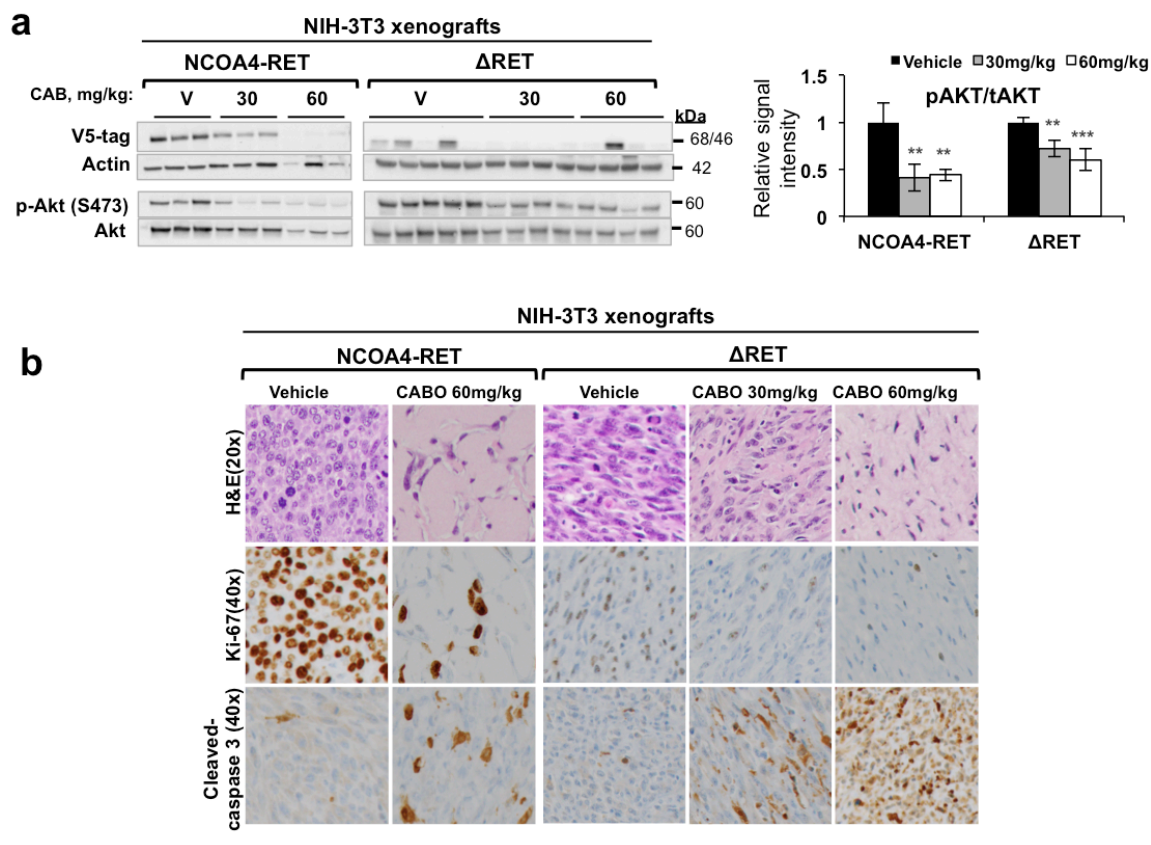 a
NIH-3T3 xenografts
NCOA4-RET ΔRET
CAB, mg/kg: V 30 60 V 30 60
kDa
V5-tag 68/46
Actin 42
p-Akt (S473) 60
Akt 60
Vehicle 30mg/kg 60mg/kg
pAKT/tAKT
Relative signal
intensity
1.5
1
0.5
0
** ** ** ***
NCOA4-RET ΔRET
b
NIH-3T3 xenografts
NCOA4-RET ΔRET
Vehicle CABO 60mg/kg Vehicle CABO 30mg/kg CABO 60mg/kg
H&E(20x)
Ki-67(40x)
Cleaved-
caspase 3 (40x)